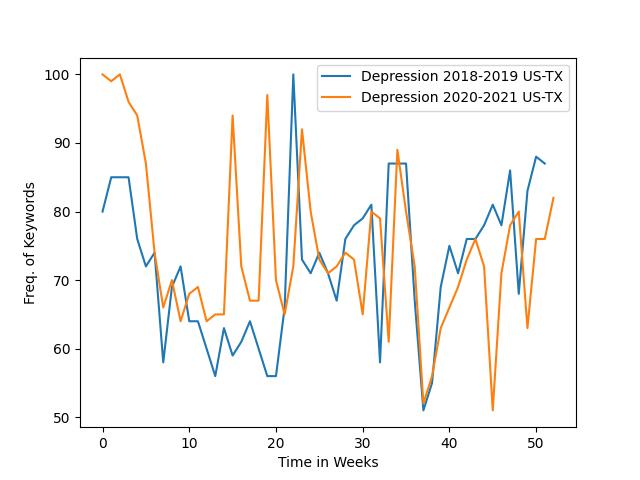 Depression 2018-2019 US-TX
Depression 2020-2021 US-TX
100
90
80
70
60
50
Freq. of Keywords
0 10 20 30 40 50
Time in Weeks